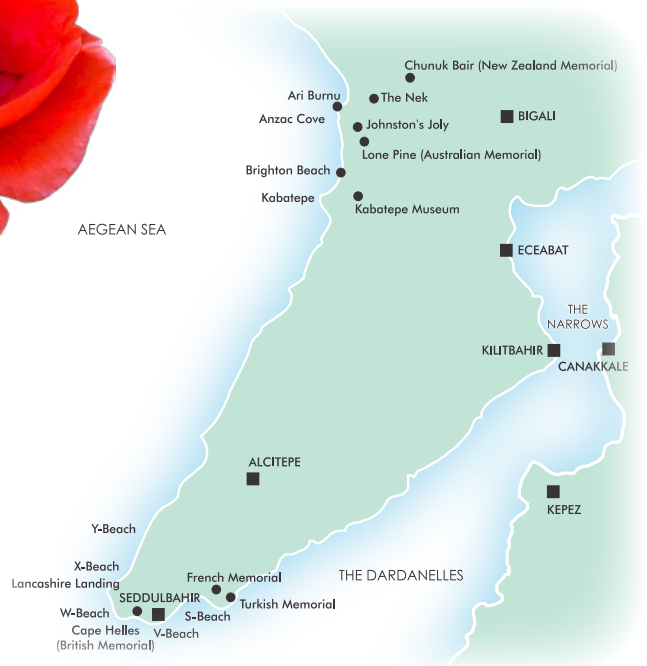 Chunuk Bair (New Zealand Memorial)
Ari Burnu
The Nek
Anzac Cove
BIGALI
Johnston's Joly
Lone Pine (Australian Memorial)
Brighton Beach
Kabatepe
Kabatepe Museum
AEGEAN SEA
ECEABAT
THE
NARROWS
KILITBAHIR
CANAKKALE
ALCITEPE
KEPEZ
Y-Beach
X-Beach
Lancashire Landing
French Memorial
THE DARDANELLES
SEDDULBAHIR
Turkish Memorial
W-Beach
S-Beach
Cape Helles
(British Memorial)
V-Beach